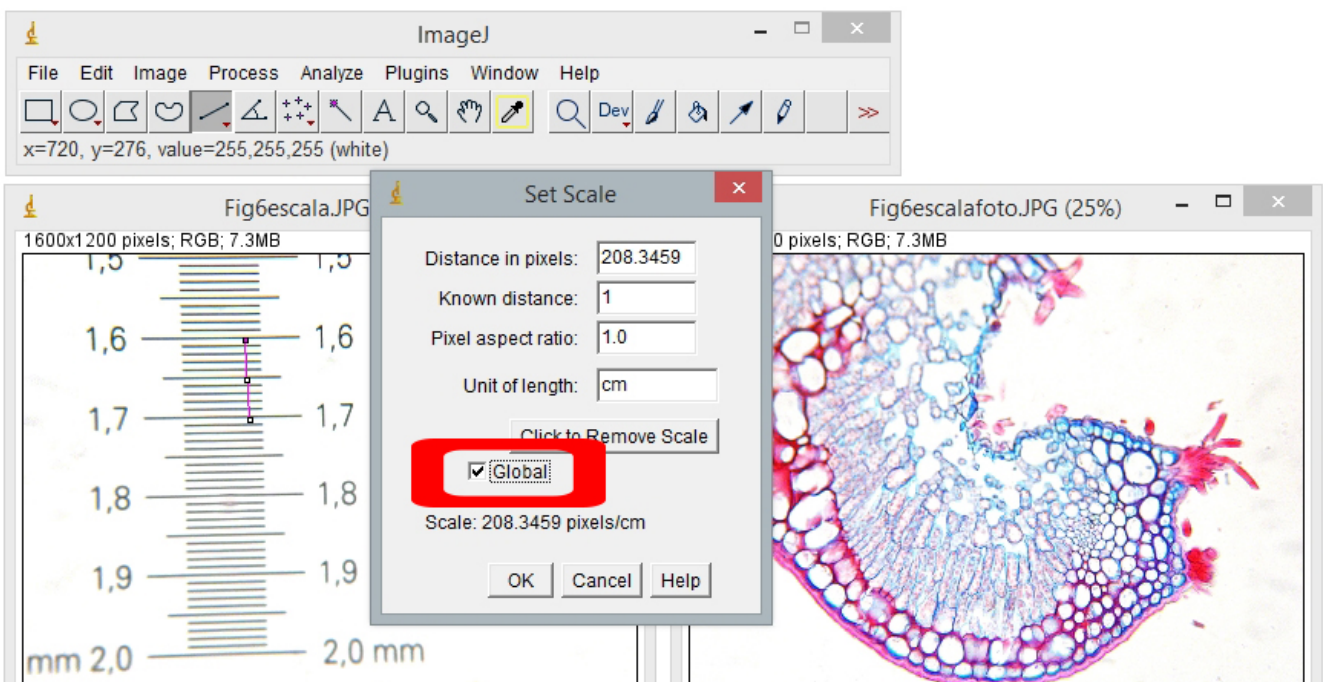 ImageJ
File Edit Image Process Analyze Plugins Window Help
A Dev >>
x=720, y=276, value=255,255,255 (white)
Fig6escala.JPG
1600x1200 pixels; RGB; 7.3MB
1,5 1,5
1,6 1,6
1,7 1,7
1,8 1,8
1,9 1,9
mm 2,0 2,0 mm
Set Scale
Distance in pixels: 208.3459
Known distance: 1
Pixel aspect ratio: 1.0
Unit of length: cm
Click to Remove Scale
Global
Scale: 208.3459 pixels/cm
OK Cancel Help
Fig6escalafoto.JPG (25%)
0 pixels; RGB; 7.3MB